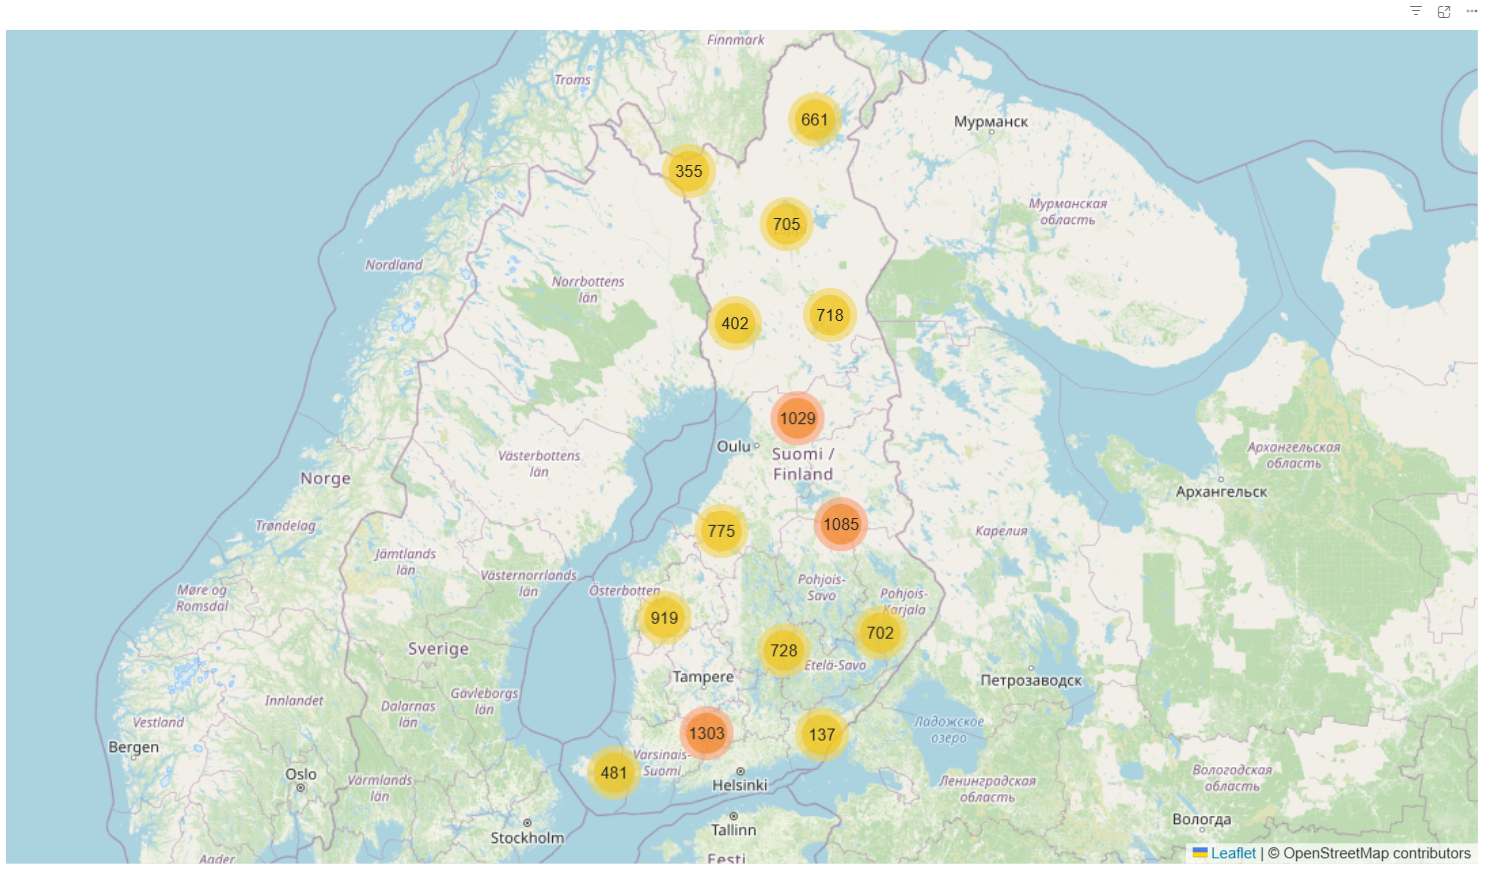 Finnmark
Troms
661
Мурманск
355
Мурманская
область
705
Nordland
Norrbottens
län
402
718
1029
Oulu
Suomi /
Finland
Västerbottens
län
Архангельская
область
Norge
Архангельск
Trøndelag
775
1085
Карелия
Jämtlands
län
Västernorrlands
län
Österbotten
Pohjois-
Savo
Pohjois-
Karjala
Møre og
Romsdal
919
702
Sverige
728
Etelä-Savo
Tampere
Петрозаводск
Innlandet
Gävleborgs
län
Dalarnas
län
Vestland
1303
137
Ладожское
озеро
Bergen
Varsinais-
Suomi
481
Helsinki
Oslo
Värmlands
län
Ленинградская
область
Вологодская
область
Stockholm
Tallinn
Вологда
Agder
Eesti
Leaflet | © OpenStreetMap contributors